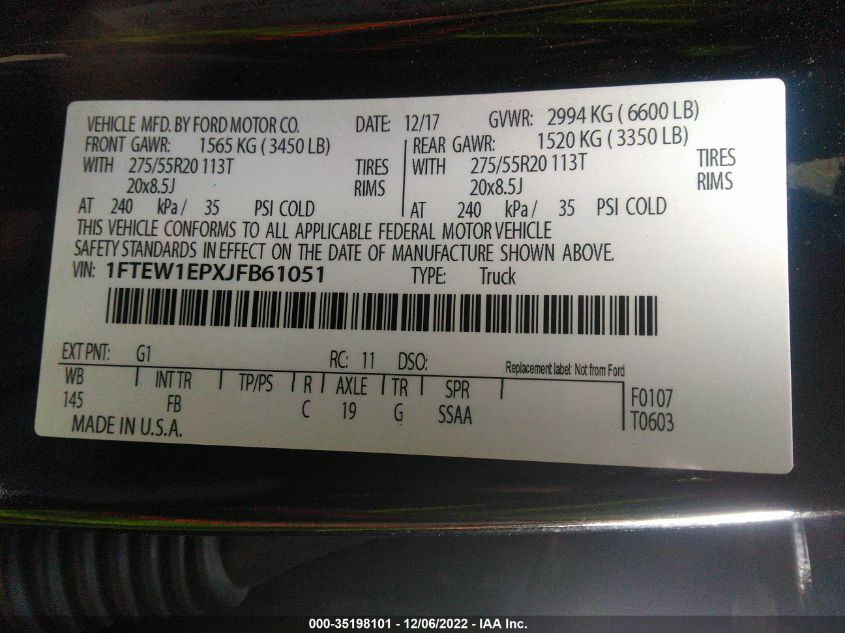 VEHICLE MFD. BY FORD MOTOR CO. DATE: 12/17 GVWR: 2994 KG ( 6600 LB)
FRONT GAWR: 1565 KG ( 3450 LB) REAR GAWR: 1520 KG ( 3350 LB)
WITH 275/55R20 113T TIRES WITH 275/55R20 113T TIRES
20x8.5J RIMS 20x8.5J RIMS
AT 240 kPa/ 35 PSI COLD AT 240 kPa/ 35 PSI COLD
THIS VEHICLE CONFORMS TO ALL APPLICABLE FEDERAL MOTOR VEHICLE
SAFETY STANDARDS IN EFFECT ON THE DATE OF MANUFACTURE SHOWN ABOVE.
VIN: 1FTEW1EPXJFB61051 TYPE: Truck
EXT PNT: G1 RC: 11 DSO: Replacement label: Not from Ford
WB INT TR TP/PS R AXLE TR SPR F0107
145 FB C 19 G SSAA T0603
MADE IN U.S.A.
000-35198101 - 12/06/2022 - IAA Inc.